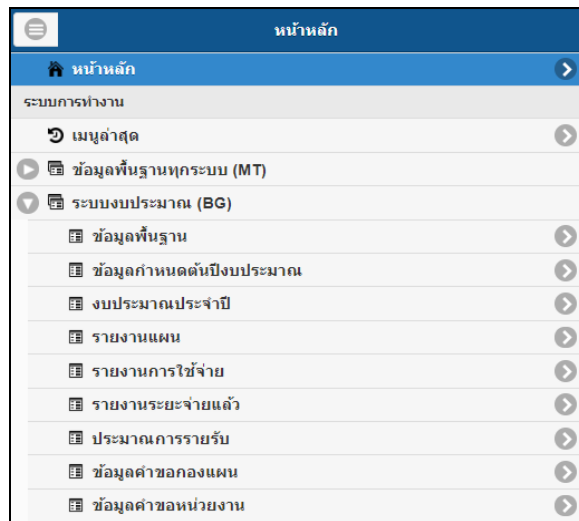 หน้าหลัก
หน้าหลัก
ระบบการทำงาน
เมนูล่าสุด
ข้อมูลพื้นฐานทุกระบบ (MT)
ระบบงบประมาณ (BG)
ข้อมูลพื้นฐาน
ข้อมูลกำหนดต้นปีงบประมาณ
งบประมาณประจำปี
รายงานแผน
รายงานการใช้จ่าย
รายงานระยะจ่ายแล้ว
ประมาณการรายรับ
ข้อมูลคำขอกองแผน
ข้อมูลคำขอหน่วยงาน